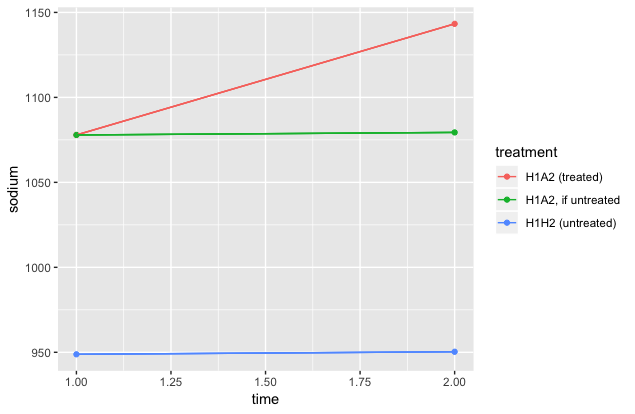 1150
1100
1050
1000
950
sodium
1.00 1.25 1.50 1.75 2.00
time
treatment
H1A2 (treated)
H1A2, if untreated
H1H2 (untreated)